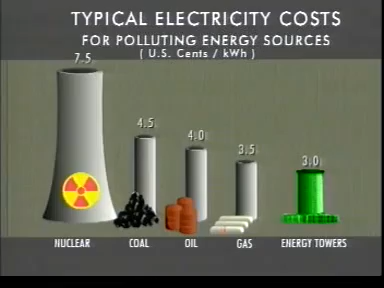 TYPICAL ELECTRICITY COSTS
FOR POLLUTING ENERGY SOURCES
( U.S. Cents / kWh )
7.5
4.5
4.0
3.5
3.0
NUCLEAR COAL OIL GAS ENERGY TOWERS